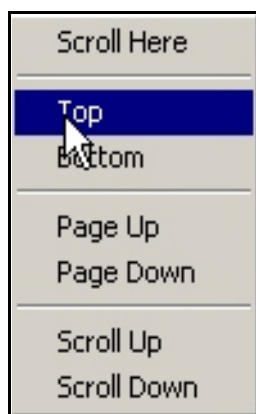 Scroll Here
Top
Bottom
Page Up
Page Down
Scroll Up
Scroll Down